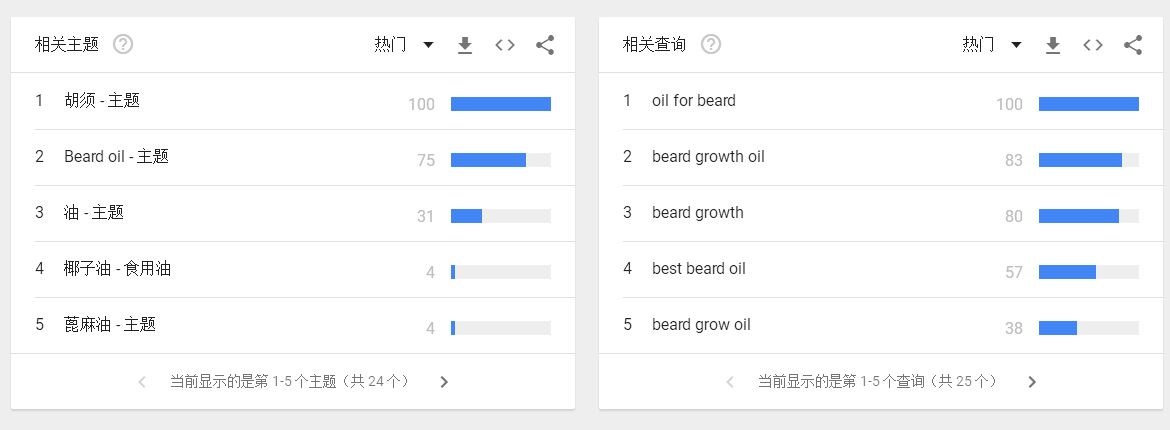 相关主题
热门
1 胡须 - 主题 100
2 Beard oil - 主题 75
3 油 - 主题 31
4 椰子油 - 食用油 4
5 蓖麻油 - 主题 4
当前显示的是第 1-5 个主题（共 24 个）
相关查询
热门
1 oil for beard 100
2 beard growth oil 83
3 beard growth 80
4 best beard oil 57
5 beard grow oil 38
当前显示的是第 1-5 个查询（共 25 个）